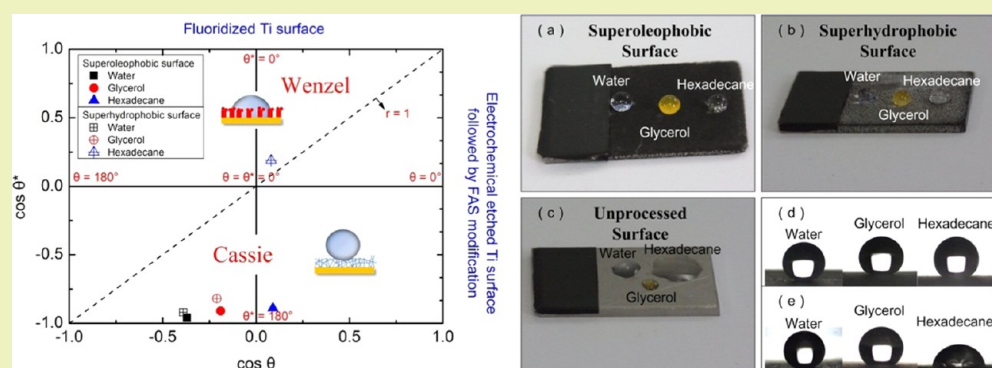 Fluoridized Ti surface
1.0
0.5
0.0
-0.5
-1.0
cos θ*
Superoleophobic surface
Water
Glycerol
Hexadecane
Superhydrophobic surface
Water
Glycerol
Hexadecane
θ* = 0°
Wenzel
r = 1
θ = 180°
θ = θ* = 0°
θ = 0°
Cassie
θ* = 180°
-1.0 -0.5 0.0 0.5 1.0
cos θ
Electrochemical etched Ti surface
followed by FAS modification
(a) Superoleophobic
Surface
Water
Hexadecane
Glycerol
(b) Superhydrophobic
Surface
Water
Hexadecane
Glycerol
(c) Unprocessed
Surface
Water
Hexadecane
Glycerol
(d)
Water
Glycerol
Hexadecane
(e)
Water
Glycerol
Hexadecane